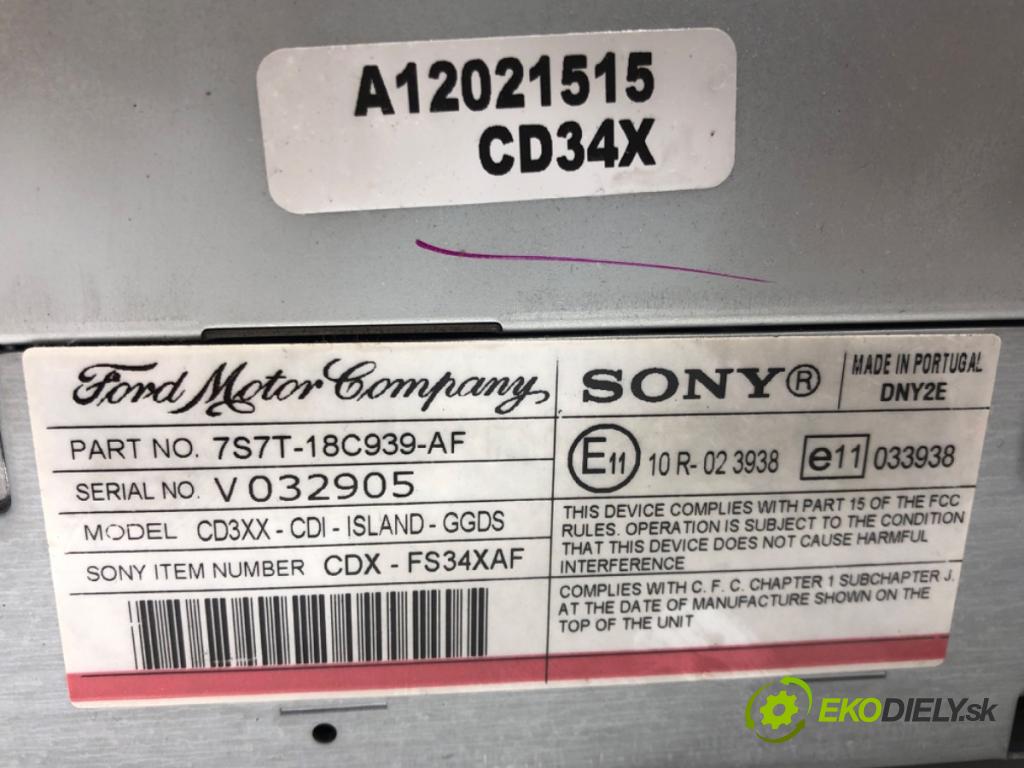 A12021515
CD34X
Ford Motor Company
PART NO. 7S7T-18C939-AF
SERIAL NO. V032905
MODEL CD3XX - CDI - ISLAND - GGDS
SONY ITEM NUMBER CDX - FS34XAF
SONY®
MADE IN PORTUGAL
DNY2E
E11 10 R- 02 3938 e11 033938
THIS DEVICE COMPLIES WITH PART 15 OF THE FCC
RULES. OPERATION IS SUBJECT TO THE CONDITION
THAT THIS DEVICE DOES NOT CAUSE HARMFUL
INTERFERENCE
COMPLIES WITH C. F. C. CHAPTER 1 SUBCHAPTER J.
AT THE DATE OF MANUFACTURE SHOWN ON THE
TOP OF THE UNIT
EKODIELY.sk